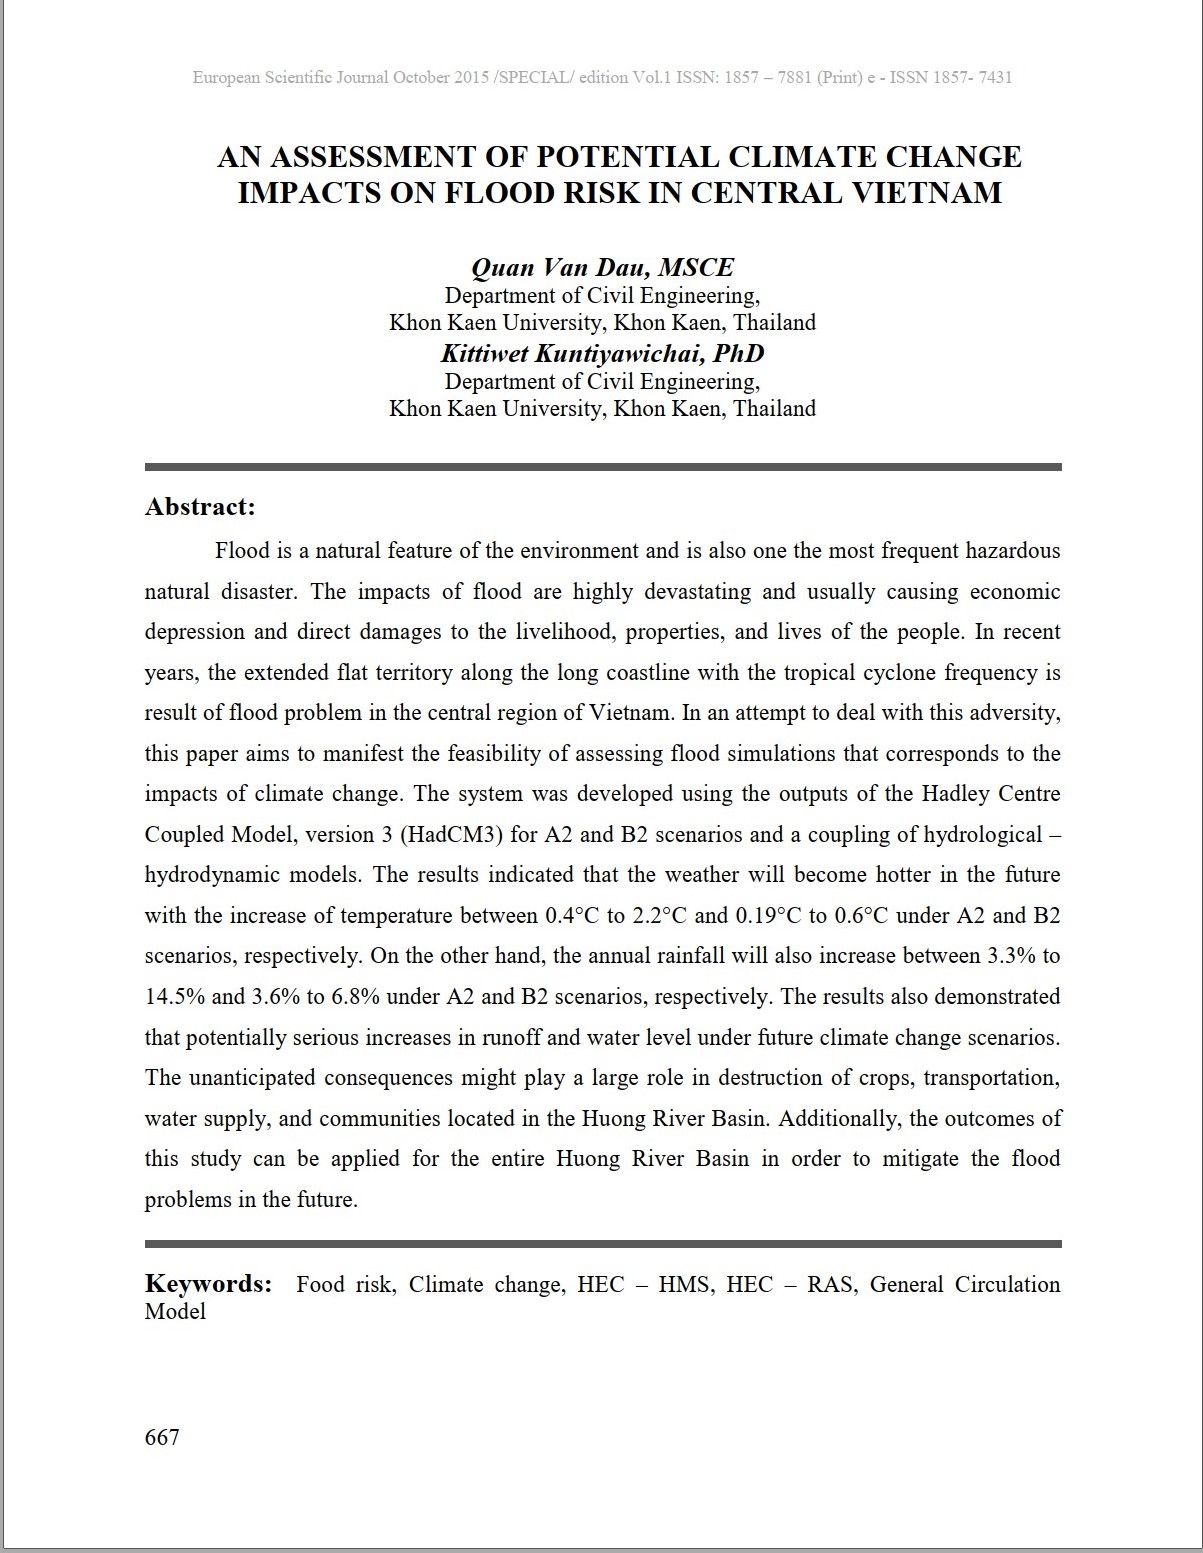 European Scientific Journal October 2015 /SPECIAL/ edition Vol.1 ISSN: 1857 – 7881 (Print) e - ISSN 1857- 7431
AN ASSESSMENT OF POTENTIAL CLIMATE CHANGE
IMPACTS ON FLOOD RISK IN CENTRAL VIETNAM
Quan Van Dau, MSCE
Department of Civil Engineering,
Khon Kaen University, Khon Kaen, Thailand
Kittiwet Kuntiyawichai, PhD
Department of Civil Engineering,
Khon Kaen University, Khon Kaen, Thailand
Abstract:
Flood is a natural feature of the environment and is also one the most frequent hazardous
natural disaster. The impacts of flood are highly devastating and usually causing economic
depression and direct damages to the livelihood, properties, and lives of the people. In recent
years, the extended flat territory along the long coastline with the tropical cyclone frequency is
result of flood problem in the central region of Vietnam. In an attempt to deal with this adversity,
this paper aims to manifest the feasibility of assessing flood simulations that corresponds to the
impacts of climate change. The system was developed using the outputs of the Hadley Centre
Coupled Model, version 3 (HadCM3) for A2 and B2 scenarios and a coupling of hydrological –
hydrodynamic models. The results indicated that the weather will become hotter in the future
with the increase of temperature between 0.4°C to 2.2°C and 0.19°C to 0.6°C under A2 and B2
scenarios, respectively. On the other hand, the annual rainfall will also increase between 3.3% to
14.5% and 3.6% to 6.8% under A2 and B2 scenarios, respectively. The results also demonstrated
that potentially serious increases in runoff and water level under future climate change scenarios.
The unanticipated consequences might play a large role in destruction of crops, transportation,
water supply, and communities located in the Huong River Basin. Additionally, the outcomes of
this study can be applied for the entire Huong River Basin in order to mitigate the flood
problems in the future.
Keywords: Food risk, Climate change, HEC – HMS, HEC – RAS, General Circulation
Model
667